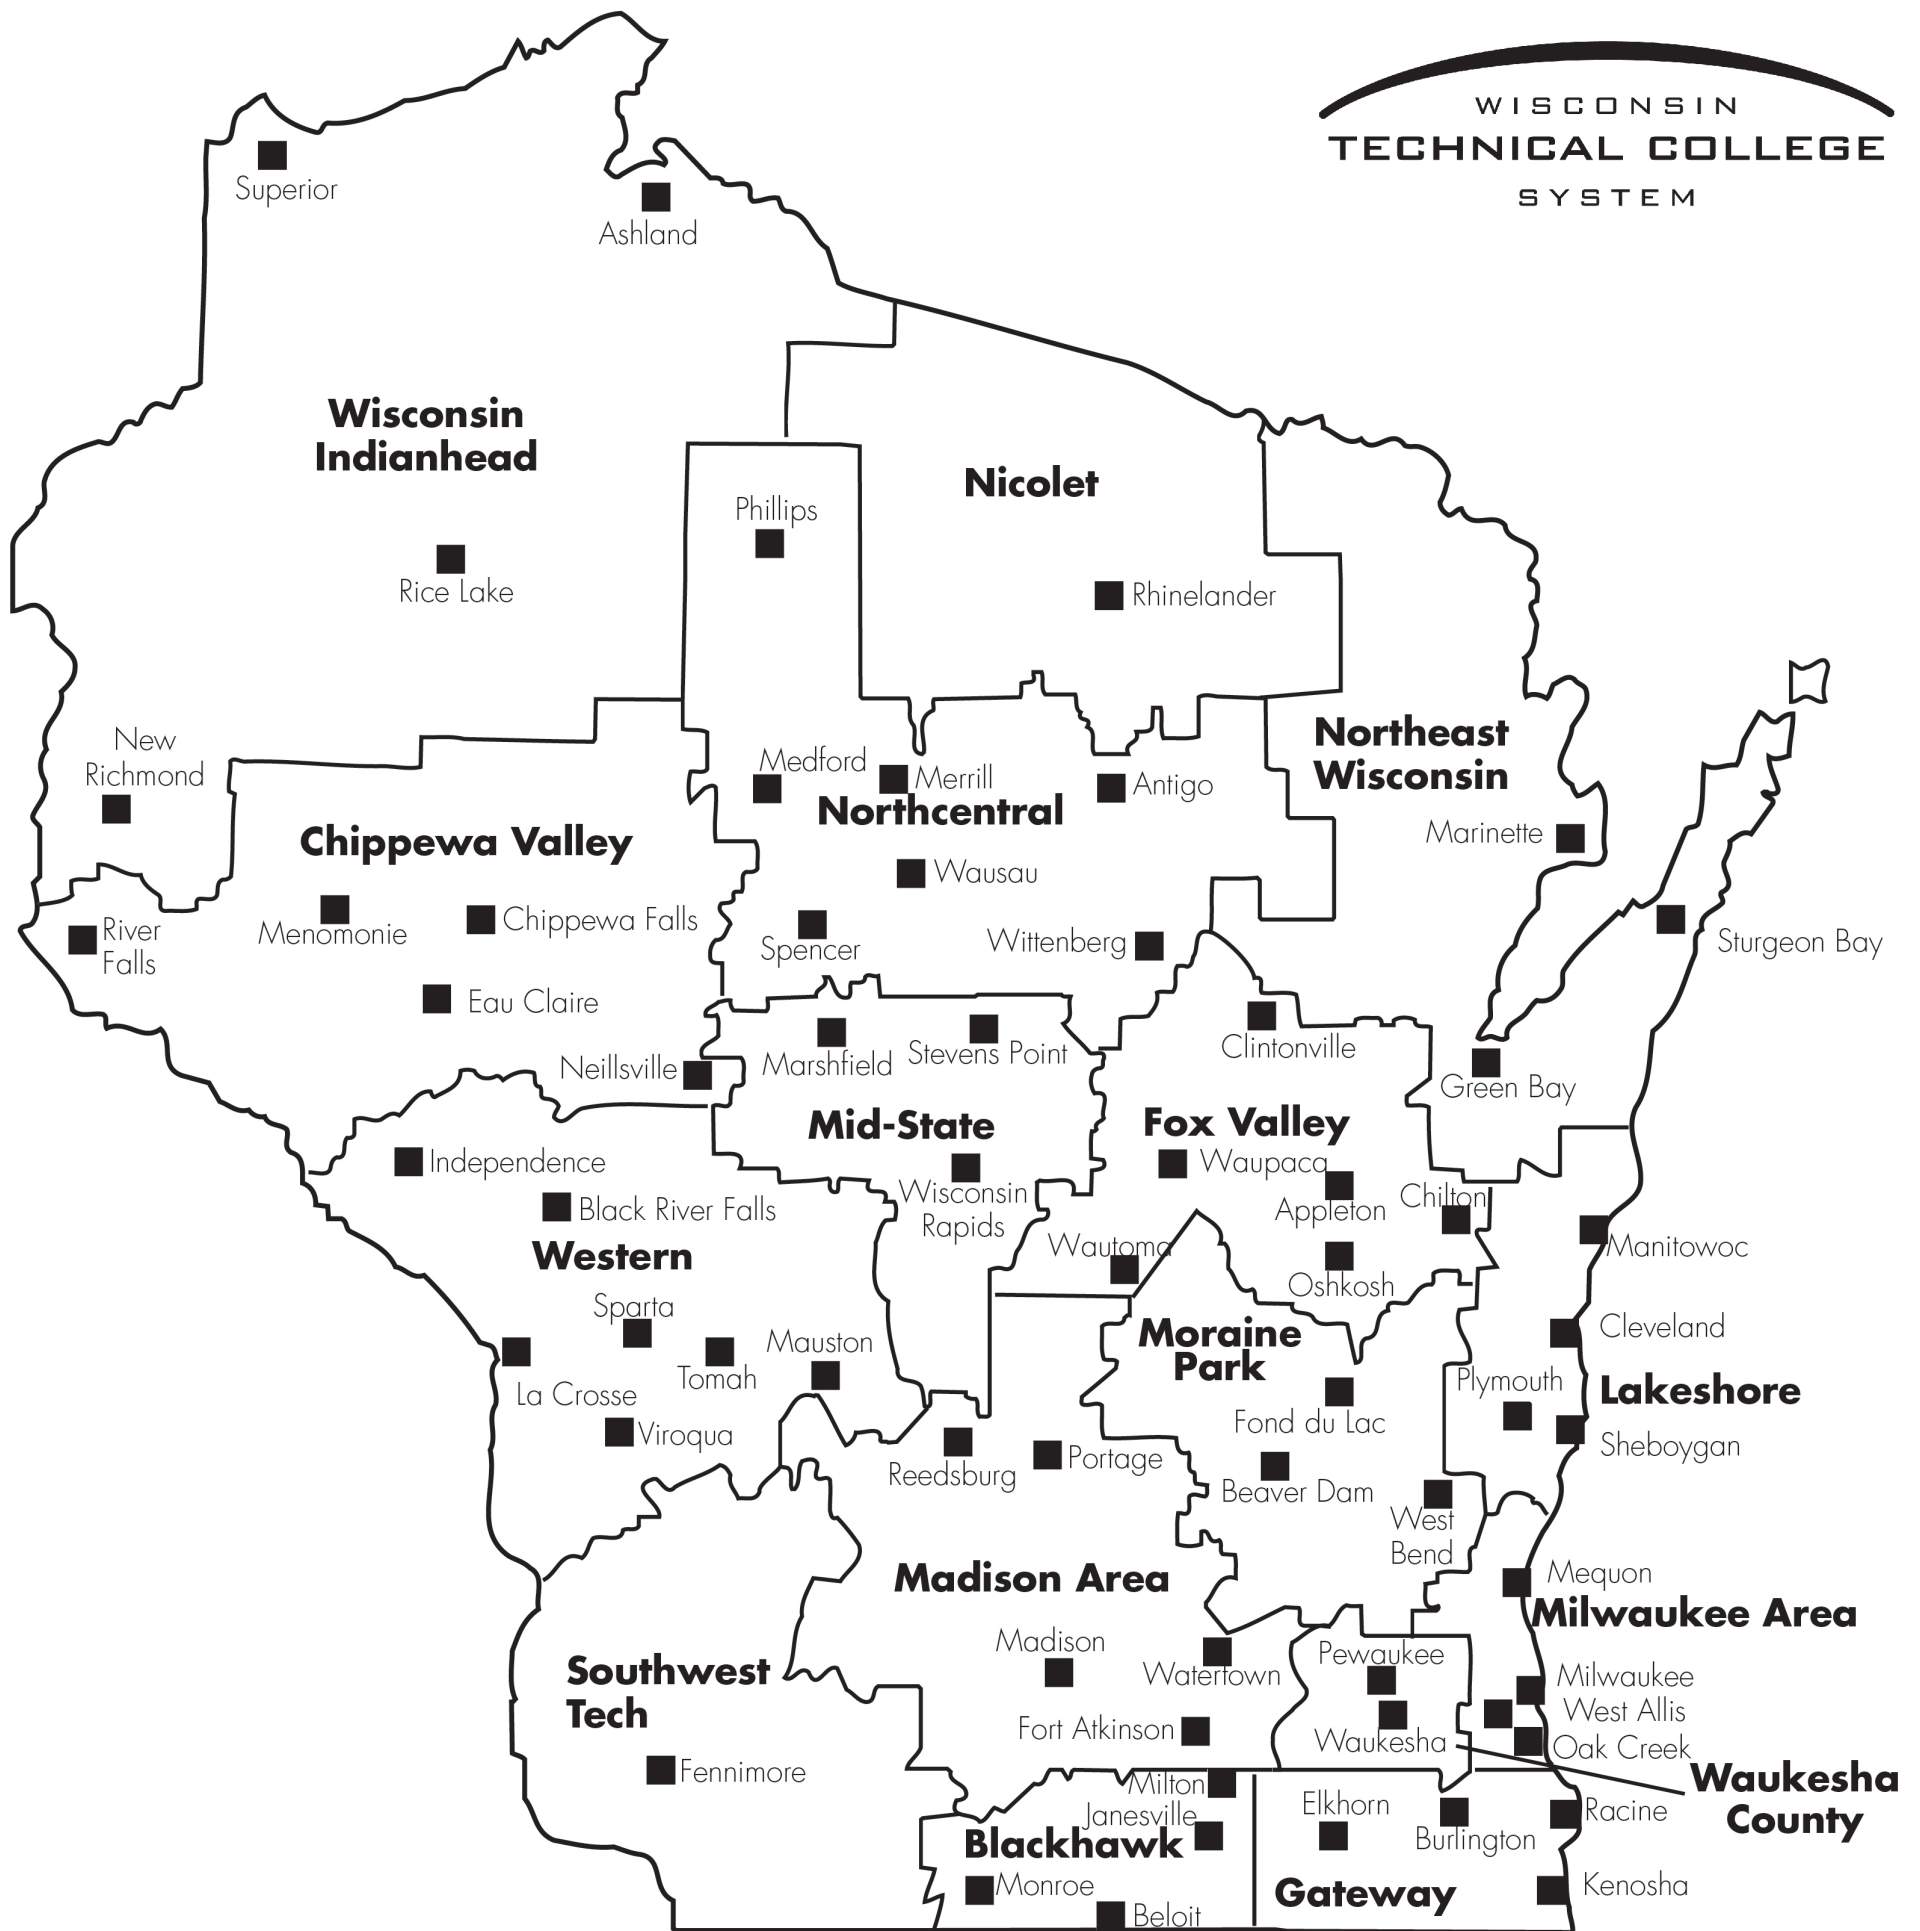 WISCONSIN
TECHNICAL COLLEGE
SYSTEM
Superior
Ashland
Wisconsin
Indianhead
Nicolet
Phillips
Rice Lake
Rhinelander
New
Richmond
Northeast
Wisconsin
Medford
Merrill
Antigo
Northcentral
Chippewa Valley
Marinette
Wausau
Menomonie
Chippewa Falls
River
Falls
Spencer
Wittenberg
Sturgeon Bay
Eau Claire
Clintonville
Marshfield
Stevens Point
Neillsville
Green Bay
Mid-State
Fox Valley
Independence
Waupaca
Wisconsin
Rapids
Black River Falls
Appleton
Chilton
Western
Wautoma
Manitowoc
Oshkosh
Sparta
Cleveland
Moraine
Park
Mauston
Tomah
La Crosse
Plymouth
Lakeshore
Fond du Lac
Viroqua
Sheboygan
Reedsburg
Portage
Beaver Dam
West
Bend
Madison Area
Mequon
Milwaukee Area
Madison
Watertown
Pewaukee
Southwest
Tech
Milwaukee
West Allis
Fort Atkinson
Waukesha
Oak Creek
Fennimore
Waukesha
County
Milton
Janesville
Elkhorn
Burlington
Racine
Blackhawk
Monroe
Gateway
Kenosha
Beloit